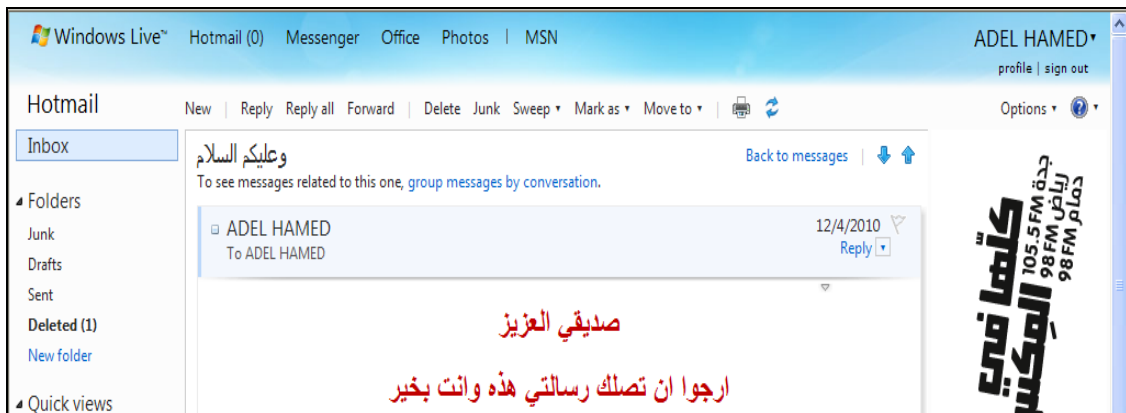 Windows Live™ Hotmail (0) Messenger Office Photos | MSN
ADEL HAMED
profile | sign out
Hotmail
New | Reply Reply all Forward | Delete Junk Sweep Mark as Move to |
Options
Inbox
وعليكم السلام
Back to messages |
To see messages related to this one, group messages by conversation.
Folders
Junk
Drafts
Sent
Deleted (1)
New folder
Quick views
ADEL HAMED
12/4/2010
To ADEL HAMED
Reply
صديقي العزيز
ارجوا ان تصلك رسالتي هذه وانت بخير
جدة 105.5 FM
رياض 98 FM
دمام 98 FM
كلها في